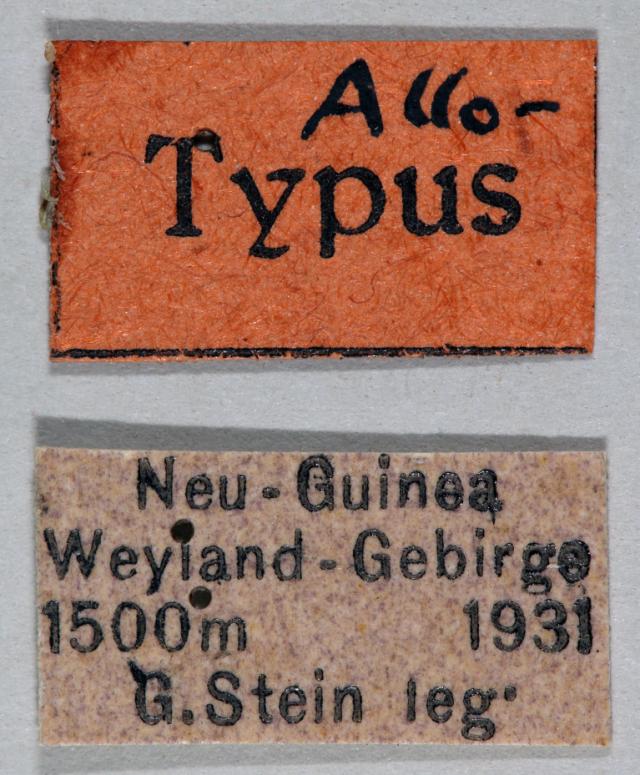 Allo-
Typus
Neu-Guinea
Weyland-Gebirge
1500m 1931
G.Stein leg.